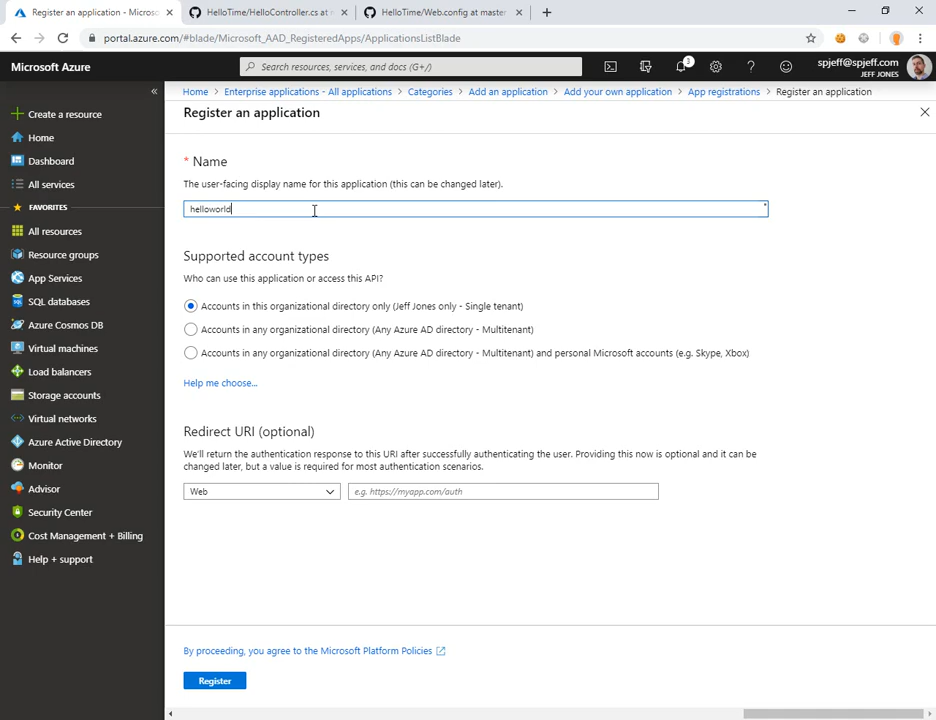 Register an application - Micros
HelloTime/HelloController.cs at m
HelloTime/Web.config at master
portal.azure.com/#blade/Microsoft_AAD_RegisteredApps/ApplicationsListBlade
Microsoft Azure
Search resources, services, and docs (G+/)
3
spjeff@spjeff.com
JEFF JONES
Home
Enterprise applications - All applications
Categories
Add an application
Add your own application
App registrations
Register an application
Create a resource
Home
Dashboard
All services
FAVORITES
All resources
Resource groups
App Services
SQL databases
Azure Cosmos DB
Virtual machines
Load balancers
Storage accounts
Virtual networks
Azure Active Directory
Monitor
Advisor
Security Center
Cost Management + Billing
Help + support
Register an application
* Name
The user-facing display name for this application (this can be changed later).
helloworld
Supported account types
Who can use this application or access this API?
Accounts in this organizational directory only (Jeff Jones only - Single tenant)
Accounts in any organizational directory (Any Azure AD directory - Multitenant)
Accounts in any organizational directory (Any Azure AD directory - Multitenant) and personal Microsoft accounts (e.g. Skype, Xbox)
Help me choose...
Redirect URI (optional)
We'll return the authentication response to this URI after successfully authenticating the user. Providing this now is optional and it can be
changed later, but a value is required for most authentication scenarios.
Web
e.g. https://myapp.com/auth
By proceeding, you agree to the Microsoft Platform Policies
Register